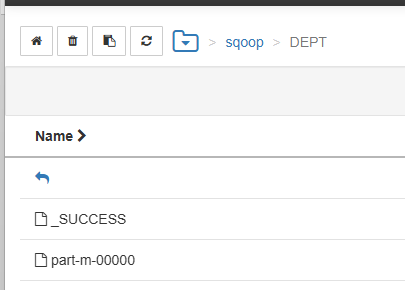 > sqoop > DEPT
Name
_SUCCESS
part-m-00000